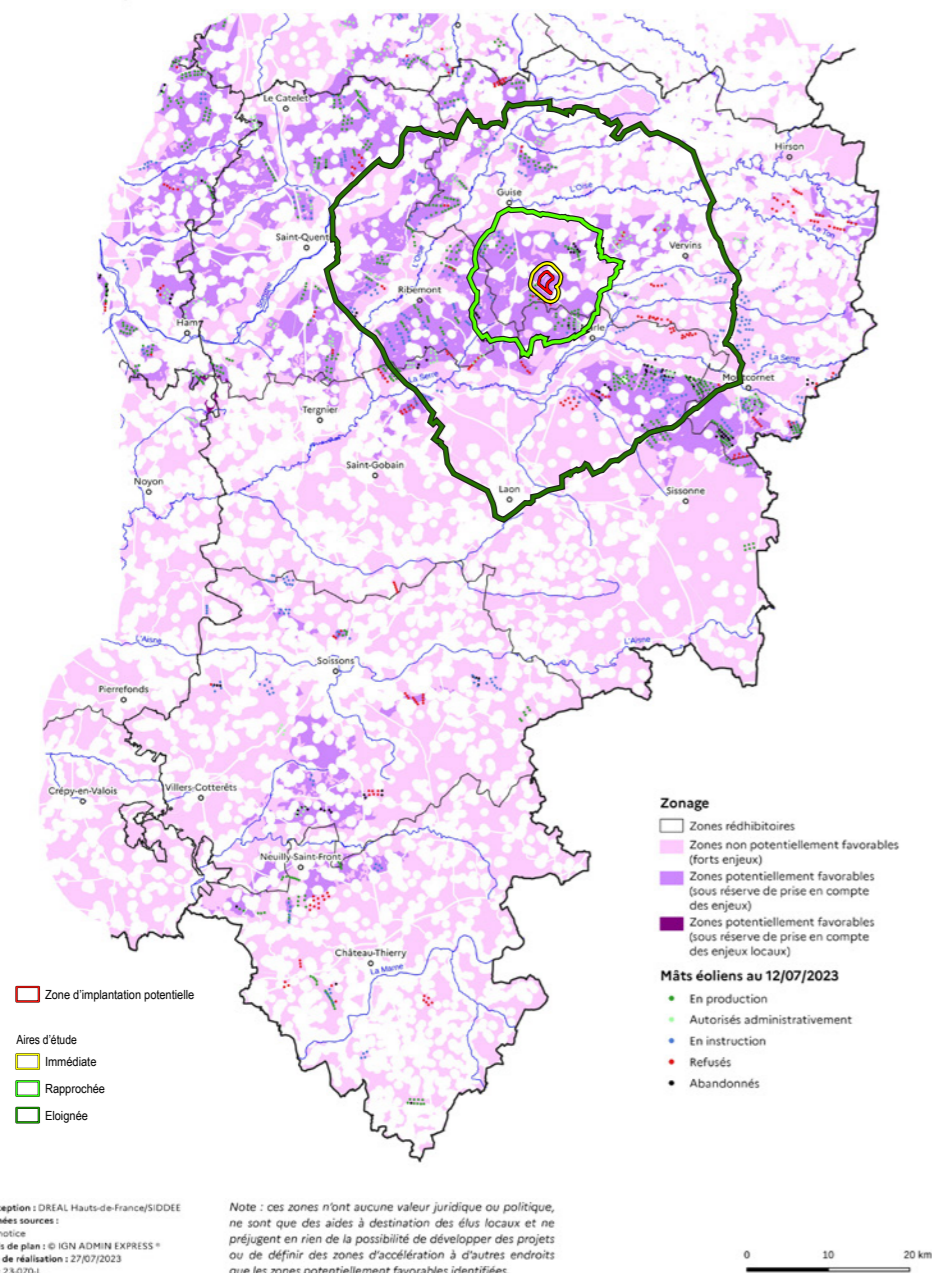 Le Catelet
Hirson
Guise
L'Oise
Le Ton
Saint-Quent
Vervins
Ribemont
Ham
Marle
La Serre
La Serre
Montcornet
Tergnier
Saint-Gobain
Noyon
Laon
Sissonne
L'Aisne
L'Aisne
Soissons
Pierrefonds
Crépy-en-Valois
Villers-Cotterêts
Neuilly-Saint-Front
Château-Thierry
La Marne
Zonage
Zones rédhibitoires
Zones non potentiellement favorables
(forts enjeux)
Zones potentiellement favorables
(sous réserve de prise en compte
des enjeux)
Zones potentiellement favorables
(sous réserve de prise en compte
des enjeux locaux)
Mâts éoliens au 12/07/2023
En production
Autorisés administrativement
En instruction
Refusés
Abandonnés
Zone d'implantation potentielle
Aires d'étude
Immédiate
Rapprochée
Eloignée
ception : DREAL Hauts-de-France/SIDDEE
nées sources :
notice
s de plan : © IGN ADMIN EXPRESS ®
de réalisation : 27/07/2023
23-070-I
Note : ces zones n'ont aucune valeur juridique ou politique,
ne sont que des aides à destination des élus locaux et ne
préjugent en rien de la possibilité de développer des projets
ou de définir des zones d'accélération à d'autres endroits
que les zones potentiellement favorables identifiées.
0 10 20 km